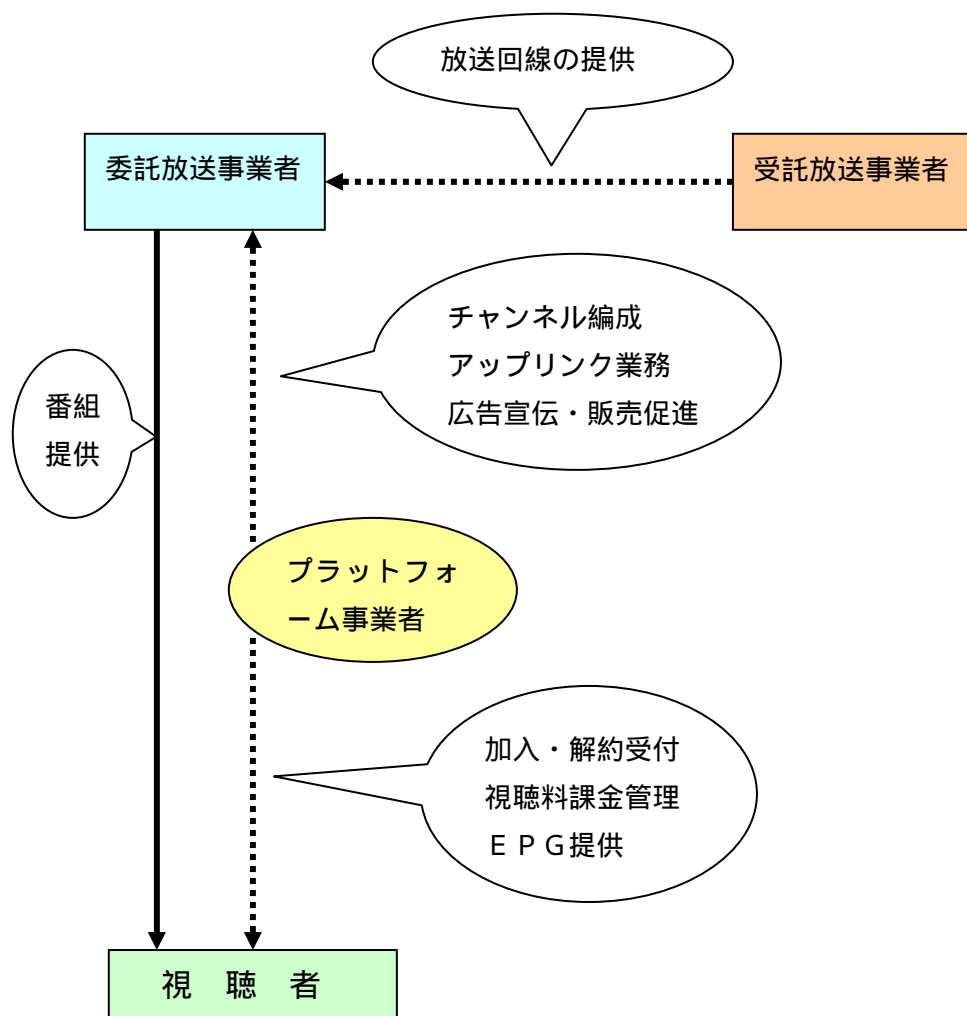 放送回線の提供
委託放送事業者
受託放送事業者
チャンネル編成
アップリンク業務
広告宣伝・販売促進
番組
提供
プラットフォ
ーム事業者
加入・解約受付
視聴料課金管理
ＥＰＧ提供
視　聴　者